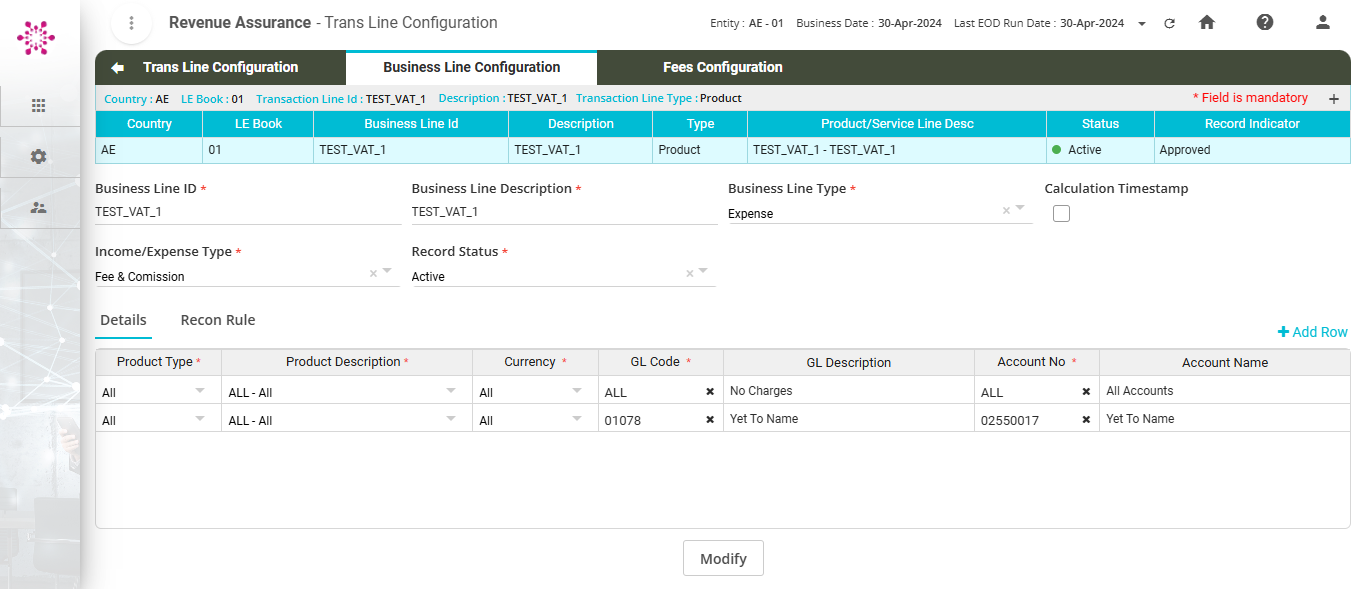 Revenue Assurance - Trans Line Configuration
Entity : AE - 01 Business Date : 30-Apr-2024 Last EOD Run Date : 30-Apr-2024
Trans Line Configuration Business Line Configuration Fees Configuration
Country : AE LE Book : 01 Transaction Line Id : TEST_VAT_1 Description : TEST_VAT_1 Transaction Line Type : Product * Field is mandatory +
Country LE Book Business Line Id Description Type Product/Service Line Desc Status Record Indicator
AE 01 TEST_VAT_1 TEST_VAT_1 Product TEST_VAT_1 - TEST_VAT_1 Active Approved
Business Line ID * Business Line Description * Business Line Type * Calculation Timestamp
TEST_VAT_1 TEST_VAT_1 Expense ×
Income/Expense Type * Record Status *
Fee & Comission × Active ×
Details Recon Rule
+ Add Row
Product Type * Product Description * Currency * GL Code * GL Description Account No * Account Name
All ALL - All All ALL ✖ No Charges ALL ✖ All Accounts
All ALL - All All 01078 ✖ Yet To Name 02550017 ✖ Yet To Name
Modify